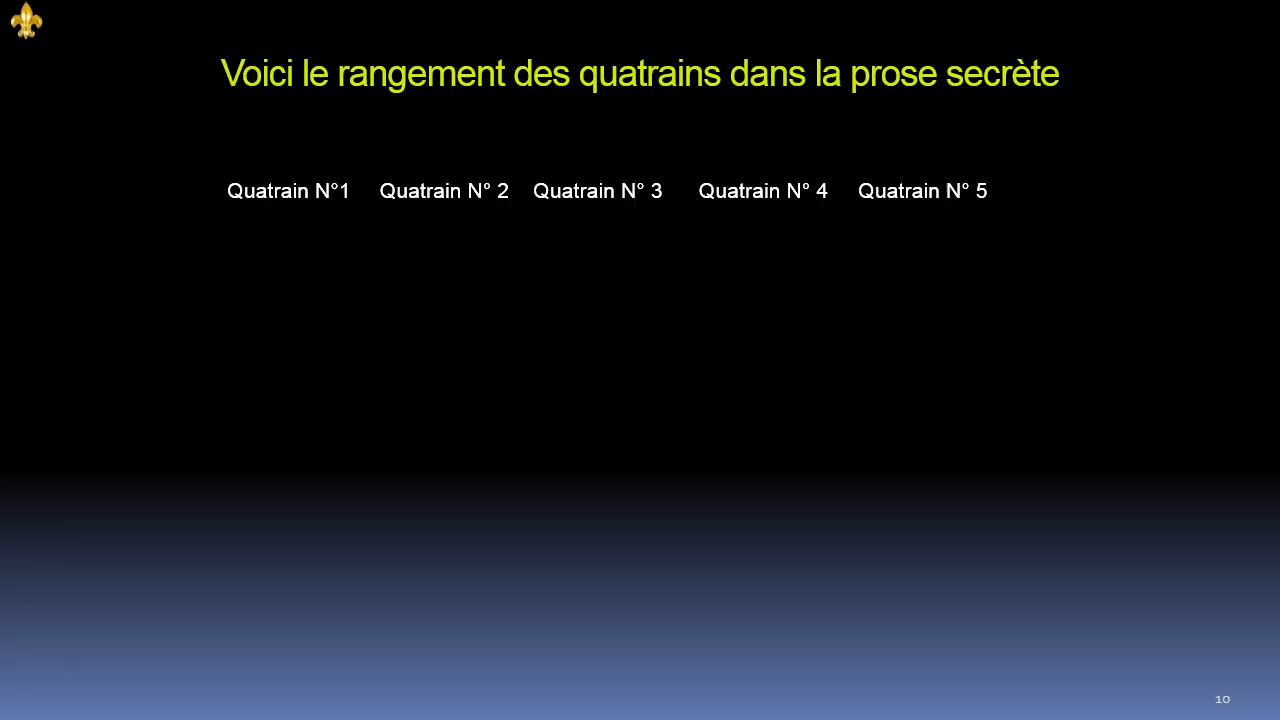 Voici le rangement des quatrains dans la prose secrète
Quatrain N°1 Quatrain N° 2 Quatrain N° 3 Quatrain N° 4 Quatrain N° 5
10